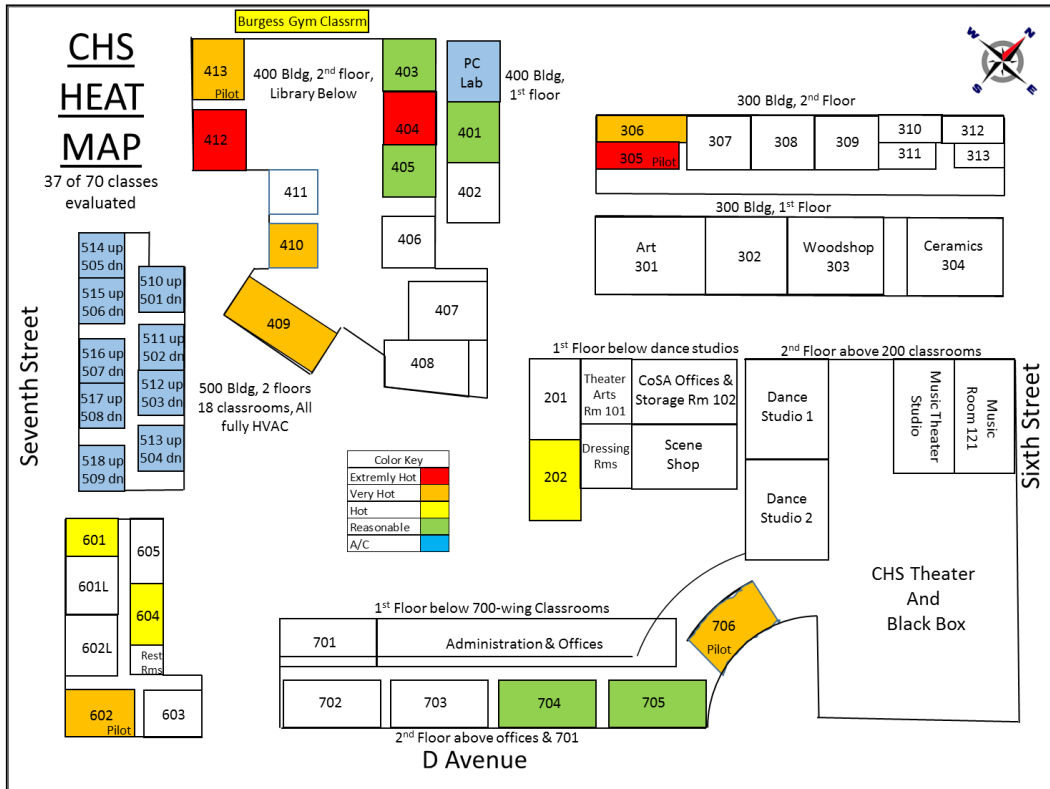 CHS
HEAT
MAP
37 of 70 classes
evaluated
Burgess Gym Classrm
413
Pilot
400 Bldg, 2nd floor,
Library Below
403
PC
Lab
400 Bldg,
1st floor
412
404
401
405
402
411
406
410
409
407
408
W
N
S
E
300 Bldg, 2nd Floor
306
305 Pilot
307
308
309
310
312
311
313
300 Bldg, 1st Floor
Art
301
302
Woodshop
303
Ceramics
304
Seventh Street
514 up
505 dn
510 up
501 dn
515 up
506 dn
511 up
502 dn
516 up
507 dn
512 up
503 dn
517 up
508 dn
513 up
504 dn
518 up
509 dn
500 Bldg, 2 floors
18 classrooms, All
fully HVAC
Color Key
Extremly Hot
Very Hot
Hot
Reasonable
A/C
1st Floor below dance studios
201
Theater
Arts
Rm 101
CoSA Offices &
Storage Rm 102
202
Dressing
Rms
Scene
Shop
2nd Floor above 200 classrooms
Dance
Studio 1
Dance
Studio 2
Music Theater
Studio
Music
Room 121
Sixth Street
CHS Theater
And
Black Box
601
605
601L
604
602L
Rest
Rms
602
Pilot
603
1st Floor below 700-wing Classrooms
701
Administration & Offices
706
Pilot
702
703
704
705
2nd Floor above offices & 701
D Avenue